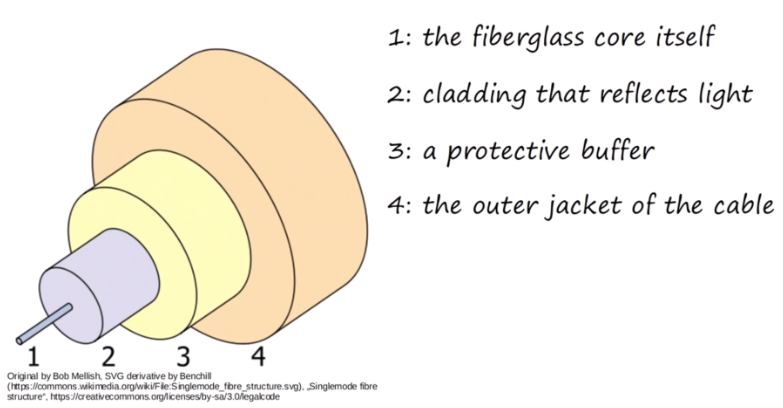 1: the fiberglass core itself
2: cladding that reflects light
3: a protective buffer
4: the outer jacket of the cable
1 2 3 4
Original by Bob Mellish, SVG derivative by Benchill
(https://commons.wikimedia.org/wiki/File:Singlemode_fibre_structure.svg), „Singlemode fibre
structure“, https://creativecommons.org/licenses/by-sa/3.0/legalcode